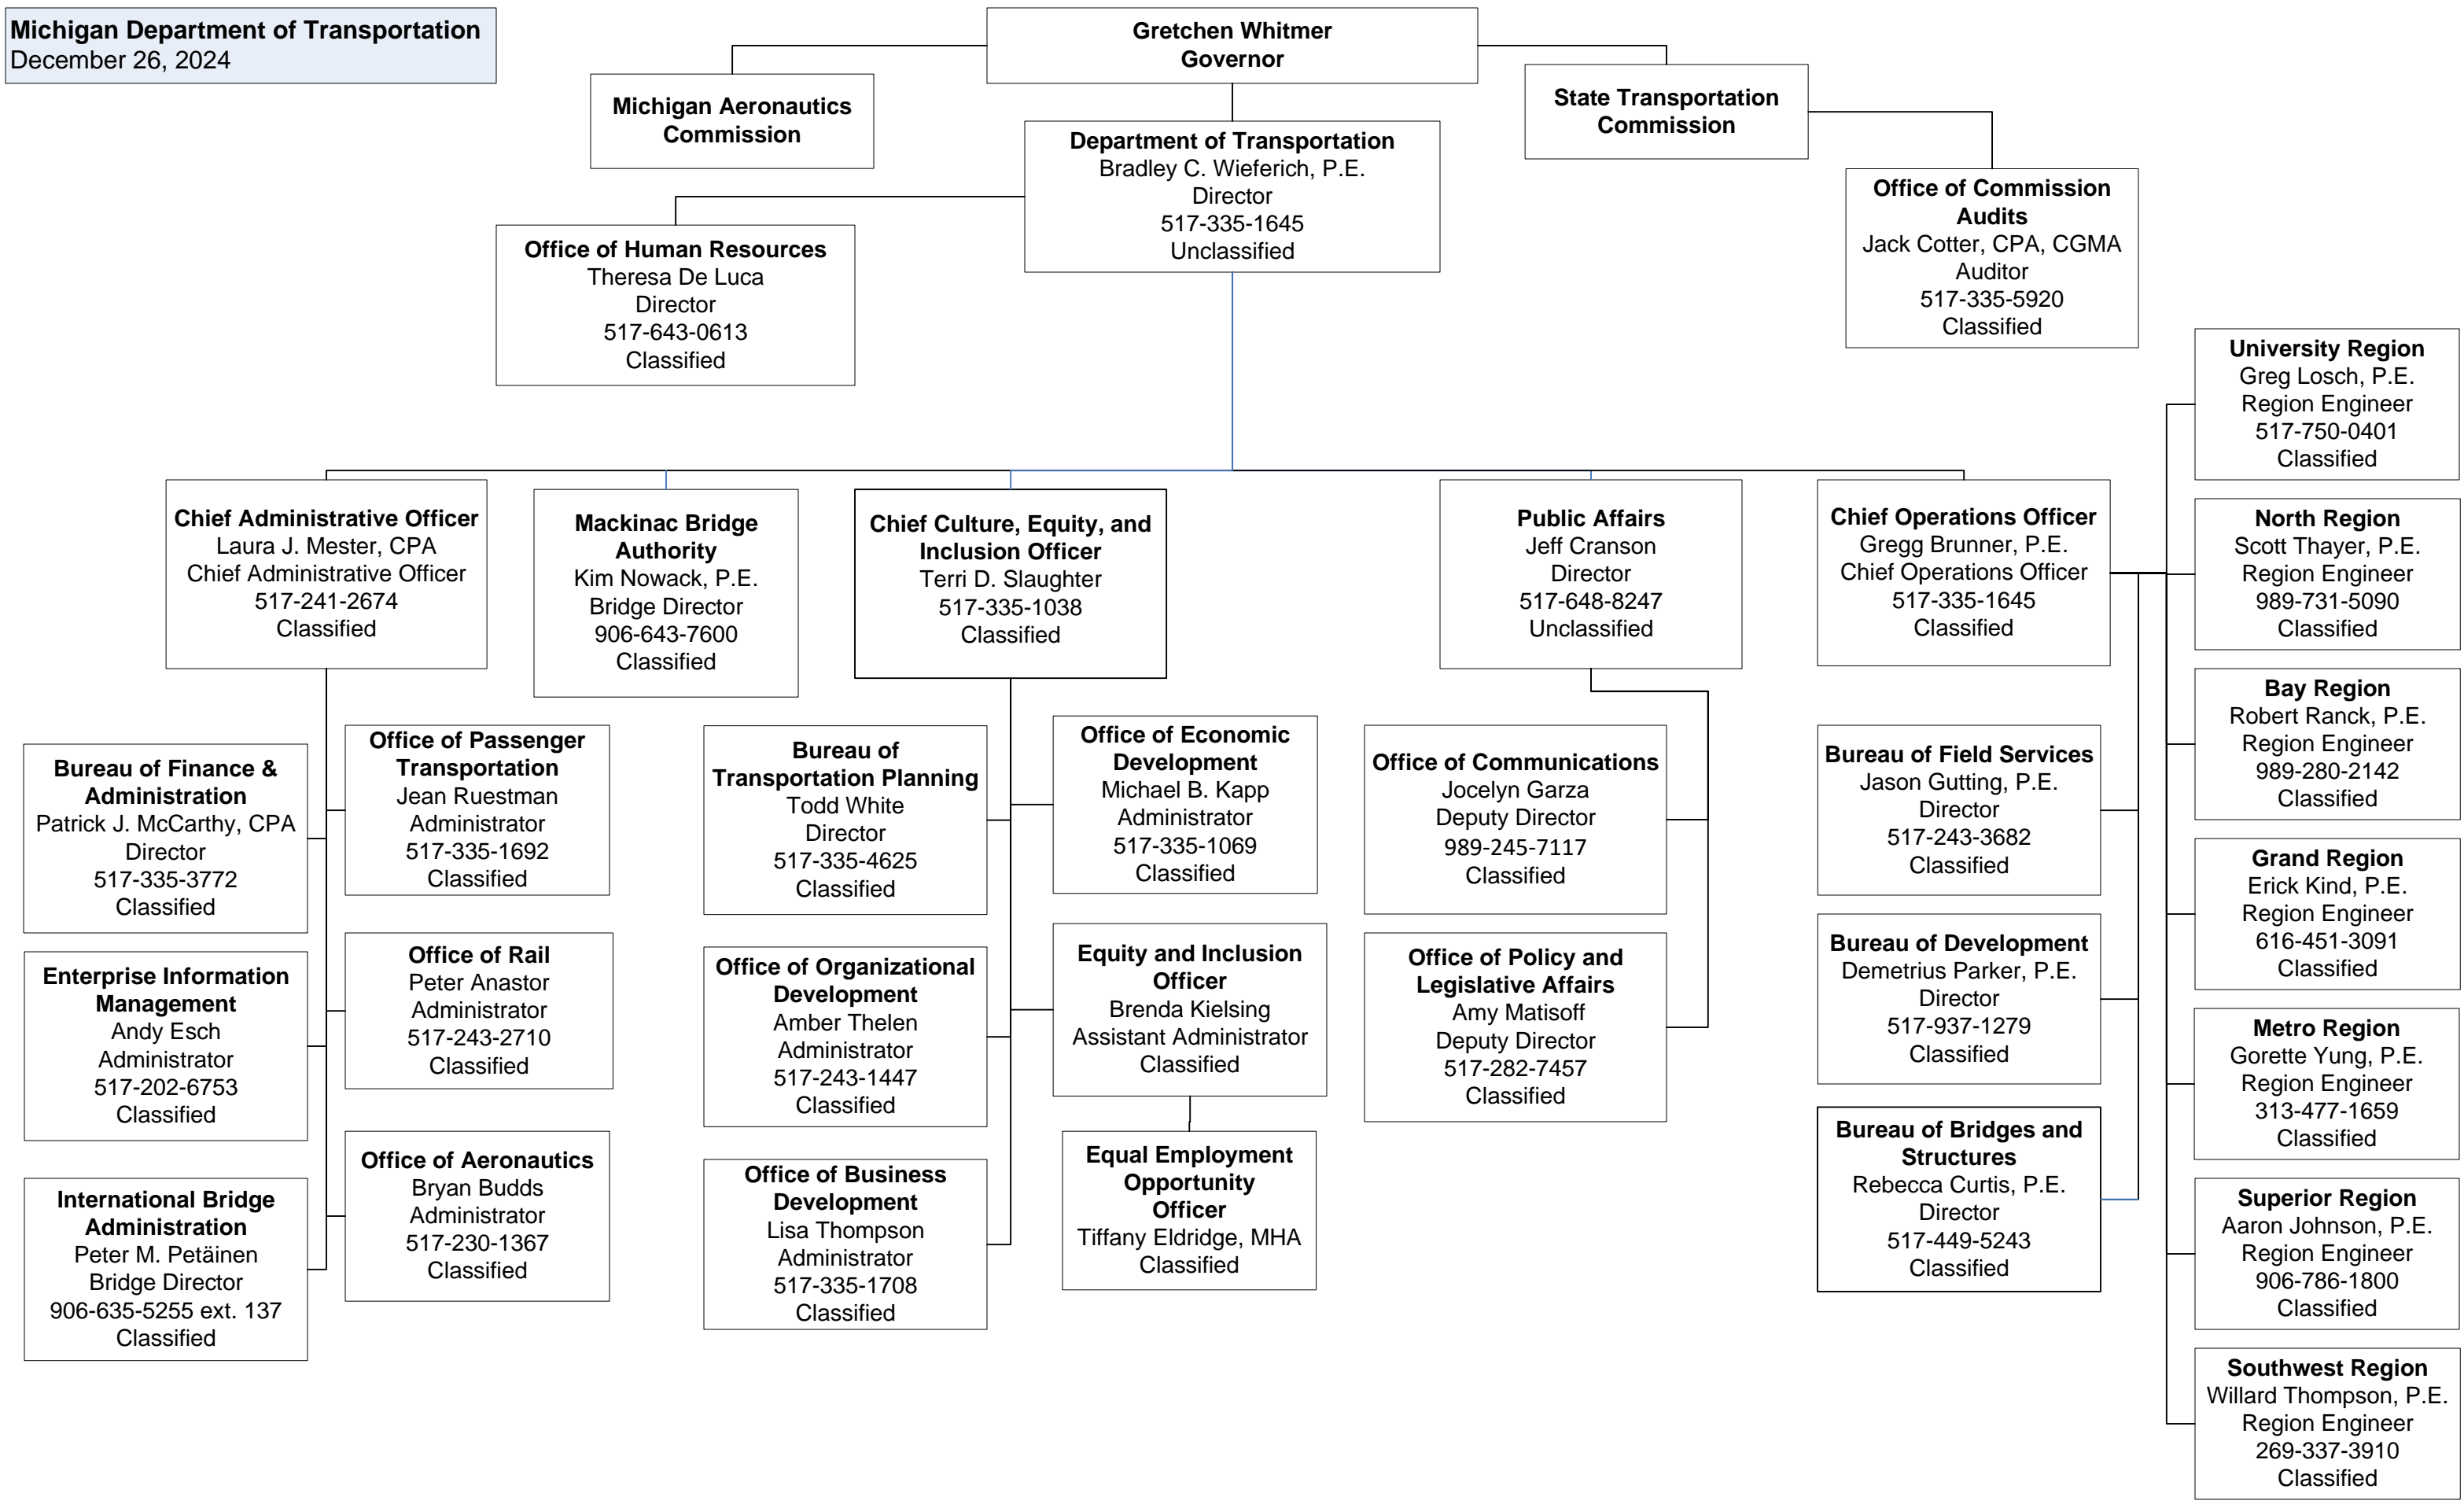 Michigan Department of Transportation
December 26, 2024
Gretchen Whitmer
Governor
Michigan Aeronautics
Commission
State Transportation
Commission
Department of Transportation
Bradley C. Wieferich, P.E.
Director
517-335-1645
Unclassified
Office of Commission
Audits
Jack Cotter, CPA, CGMA
Auditor
517-335-5920
Classified
Office of Human Resources
Theresa De Luca
Director
517-643-0613
Classified
Chief Administrative Officer
Laura J. Mester, CPA
Chief Administrative Officer
517-241-2674
Classified
Mackinac Bridge
Authority
Kim Nowack, P.E.
Bridge Director
906-643-7600
Classified
Chief Culture, Equity, and
Inclusion Officer
Terri D. Slaughter
517-335-1038
Classified
Public Affairs
Jeff Cranson
Director
517-648-8247
Unclassified
Chief Operations Officer
Gregg Brunner, P.E.
Chief Operations Officer
517-335-1645
Classified
Bureau of Finance &
Administration
Patrick J. McCarthy, CPA
Director
517-335-3772
Classified
Office of Passenger
Transportation
Jean Ruestman
Administrator
517-335-1692
Classified
Enterprise Information
Management
Andy Esch
Administrator
517-202-6753
Classified
Office of Rail
Peter Anastor
Administrator
517-243-2710
Classified
International Bridge
Administration
Peter M. Petäinen
Bridge Director
906-635-5255 ext. 137
Classified
Office of Aeronautics
Bryan Budds
Administrator
517-230-1367
Classified
Bureau of
Transportation Planning
Todd White
Director
517-335-4625
Classified
Office of Economic
Development
Michael B. Kapp
Administrator
517-335-1069
Classified
Office of Organizational
Development
Amber Thelen
Administrator
517-243-1447
Classified
Equity and Inclusion
Officer
Brenda Kielsing
Assistant Administrator
Classified
Office of Business
Development
Lisa Thompson
Administrator
517-335-1708
Classified
Equal Employment
Opportunity
Officer
Tiffany Eldridge, MHA
Classified
Office of Communications
Jocelyn Garza
Deputy Director
989-245-7117
Classified
Office of Policy and
Legislative Affairs
Amy Matisoff
Deputy Director
517-282-7457
Classified
Bureau of Field Services
Jason Gutting, P.E.
Director
517-243-3682
Classified
Bureau of Development
Demetrius Parker, P.E.
Director
517-937-1279
Classified
Bureau of Bridges and
Structures
Rebecca Curtis, P.E.
Director
517-449-5243
Classified
University Region
Greg Losch, P.E.
Region Engineer
517-750-0401
Classified
North Region
Scott Thayer, P.E.
Region Engineer
989-731-5090
Classified
Bay Region
Robert Ranck, P.E.
Region Engineer
989-280-2142
Classified
Grand Region
Erick Kind, P.E.
Region Engineer
616-451-3091
Classified
Metro Region
Gorette Yung, P.E.
Region Engineer
313-477-1659
Classified
Superior Region
Aaron Johnson, P.E.
Region Engineer
906-786-1800
Classified
Southwest Region
Willard Thompson, P.E.
Region Engineer
269-337-3910
Classified